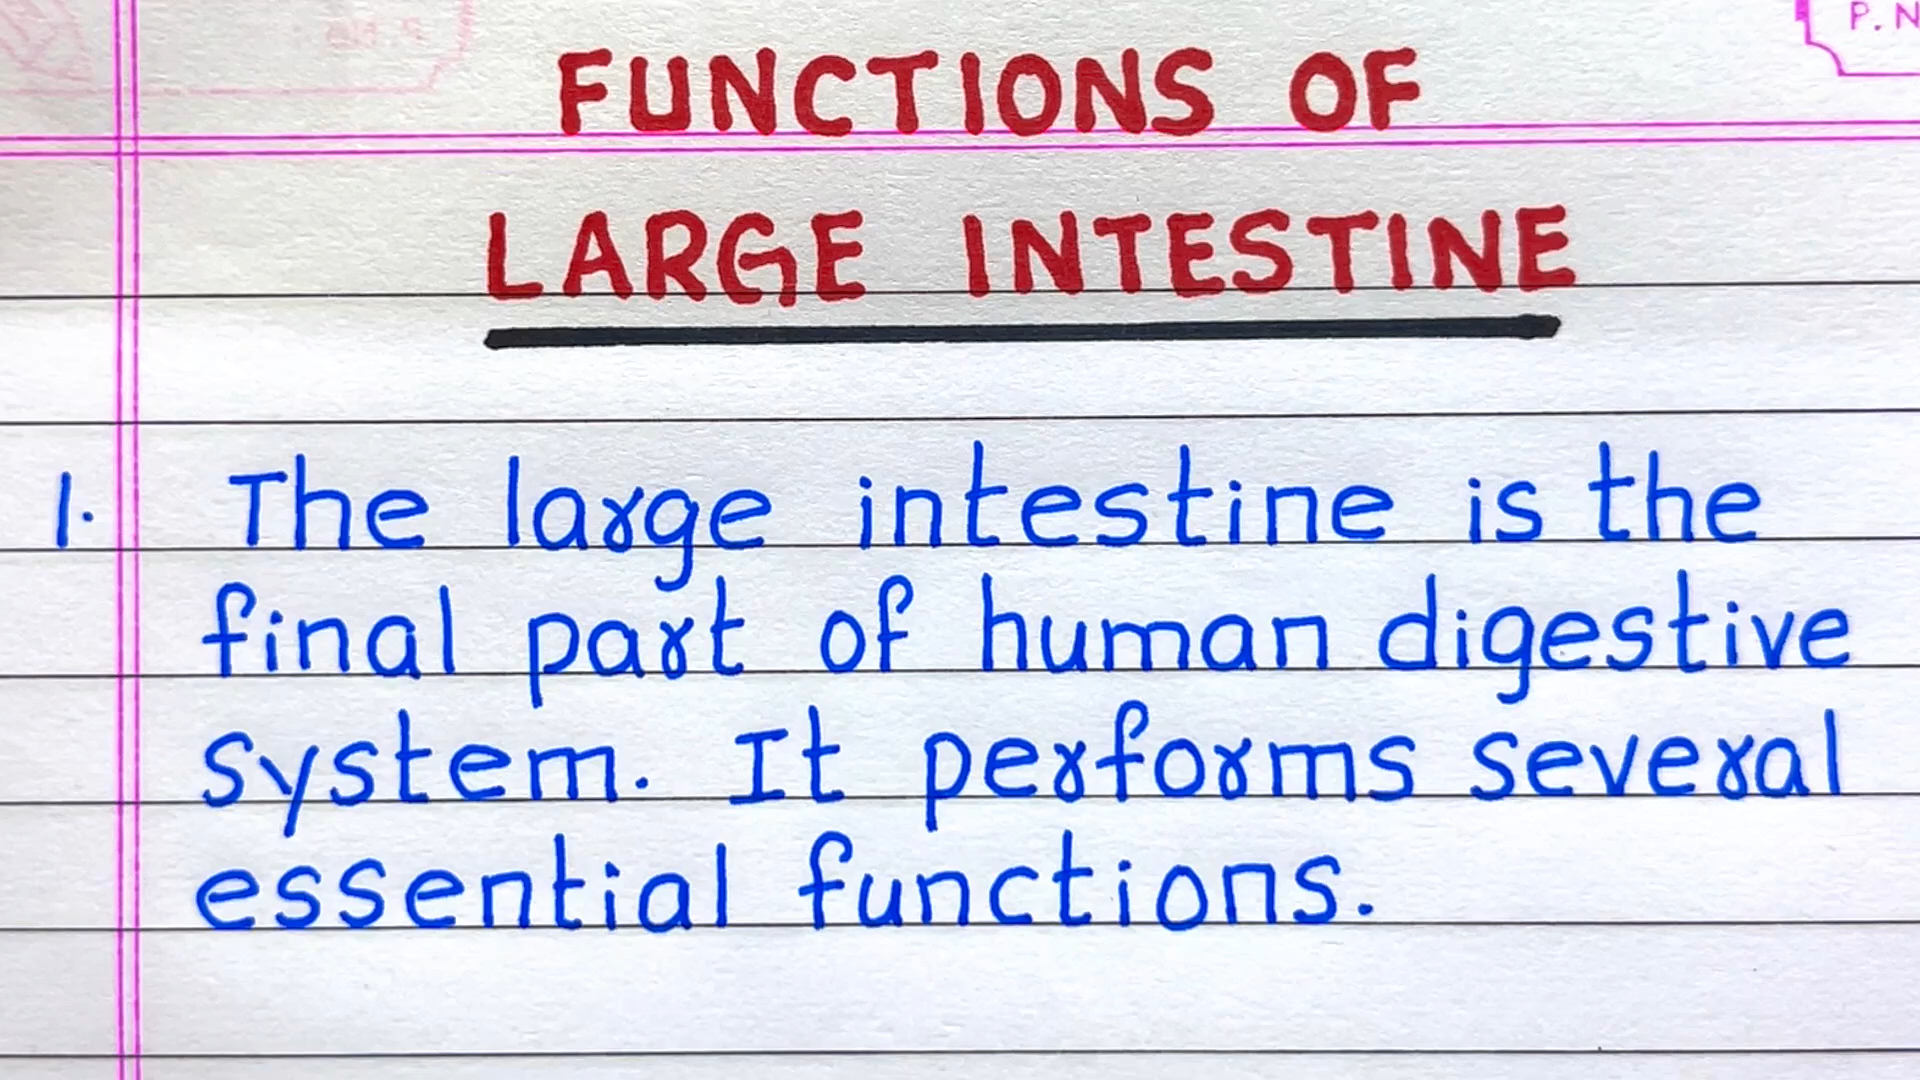 P. N
FUNCTIONS OF
LARGE INTESTINE
1. The large intestine is the
final part of human digestive
system. It performs several
essential functions.